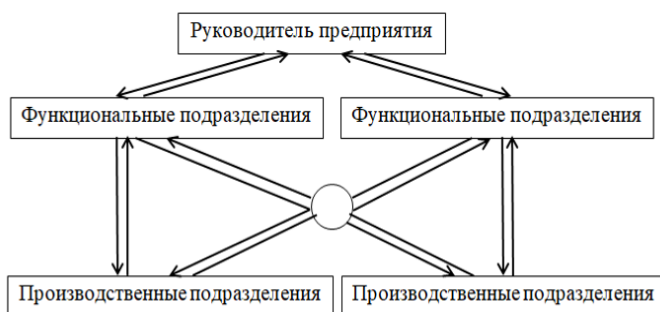 Руководитель предприятия
Функциональные подразделения
Функциональные подразделения
Производственные подразделения
Производственные подразделения